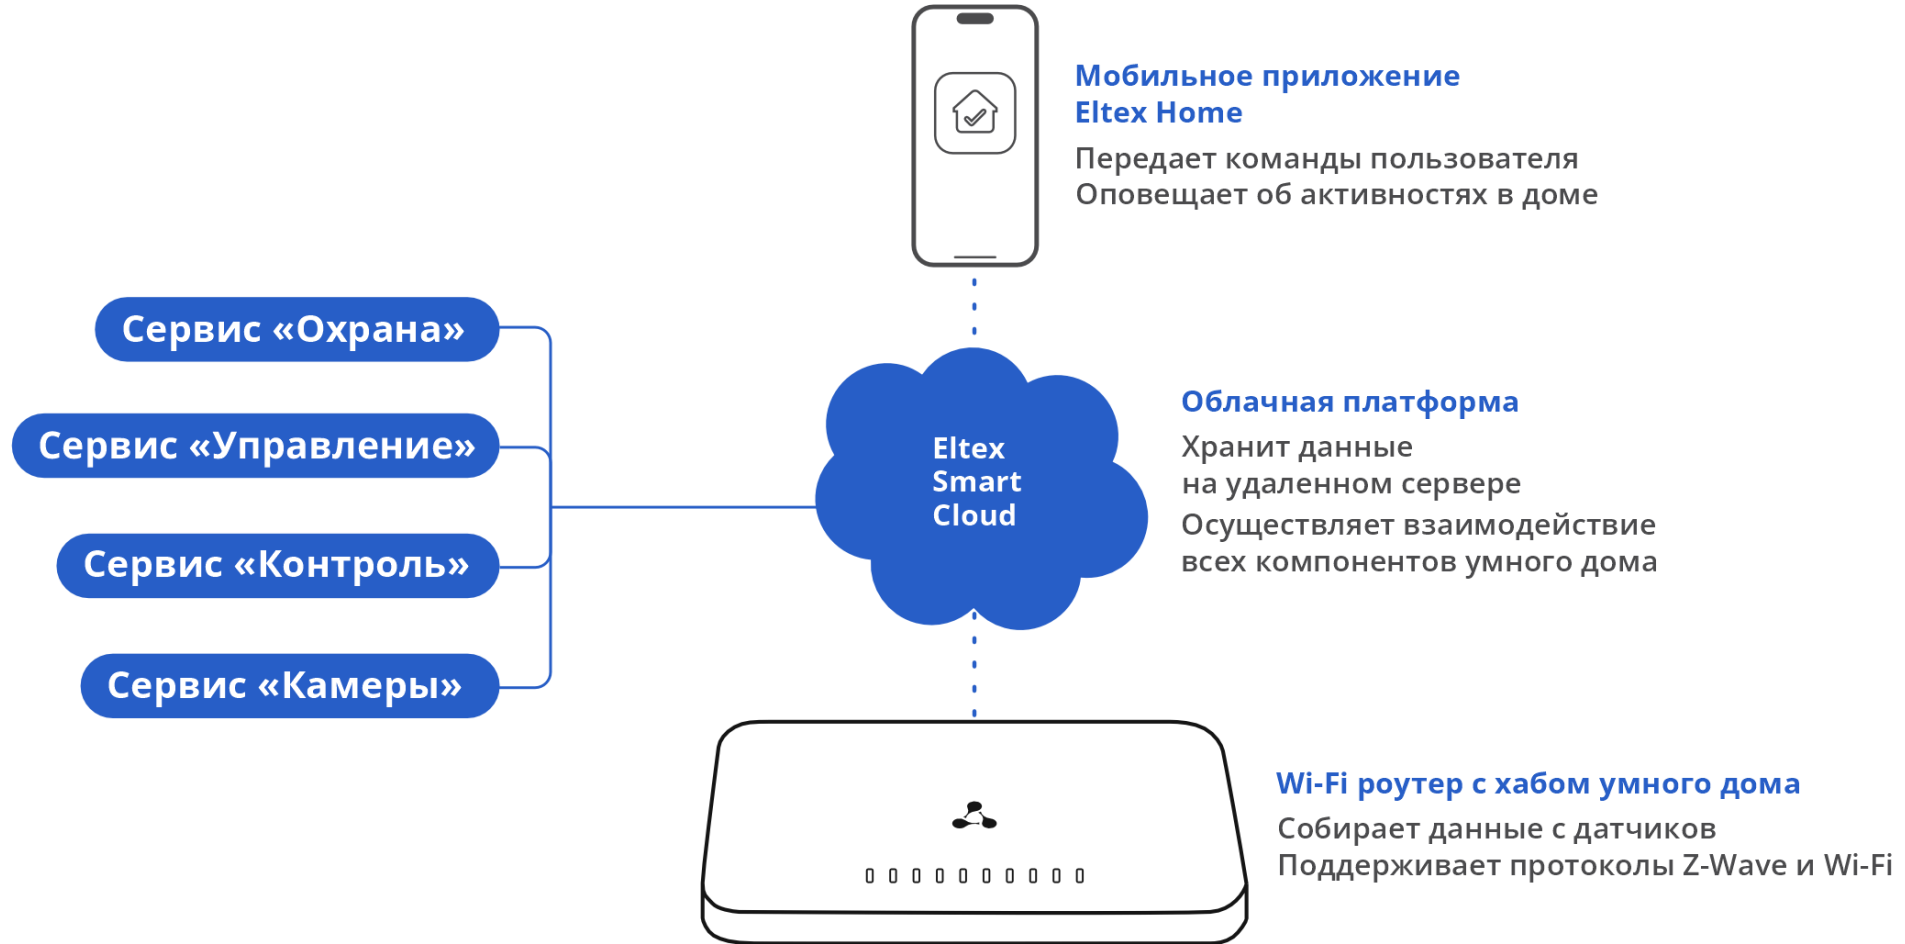 Мобильное приложение
Eltex Home
Передает команды пользователя
Оповещает об активностях в доме
Сервис «Охрана»
Сервис «Управление»
Сервис «Контроль»
Сервис «Камеры»
Eltex
Smart
Cloud
Облачная платформа
Хранит данные
на удаленном сервере
Осуществляет взаимодействие
всех компонентов умного дома
Wi-Fi роутер с хабом умного дома
Собирает данные с датчиков
Поддерживает протоколы Z-Wave и Wi-Fi